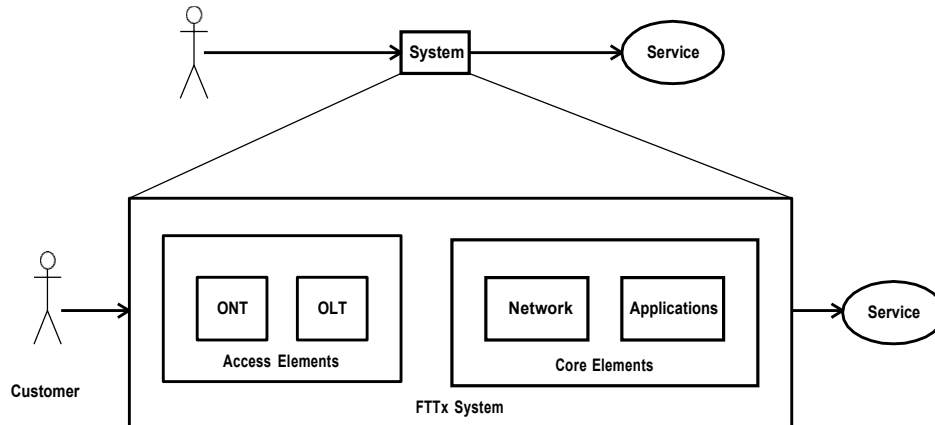 System
Service
ONT
OLT
Network
Applications
Service
Access Elements
Core Elements
Customer
FTTx System